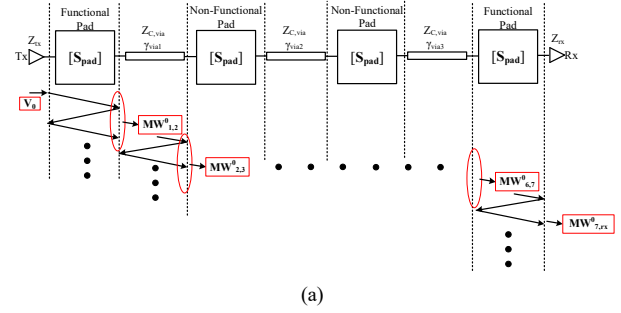 Functional Pad
Non-Functional Pad
Non-Functional Pad
Functional Pad
Z_tx
Z_C,via
Z_C,via
Z_C,via
Z_rx
Tx
[S_pad]
γ_via1
[S_pad]
γ_via2
[S_pad]
γ_via3
[S_pad]
Rx
V_0
MW^0_1,2
MW^0_2,3
MW^0_6,7
MW^0_7,rx
(a)